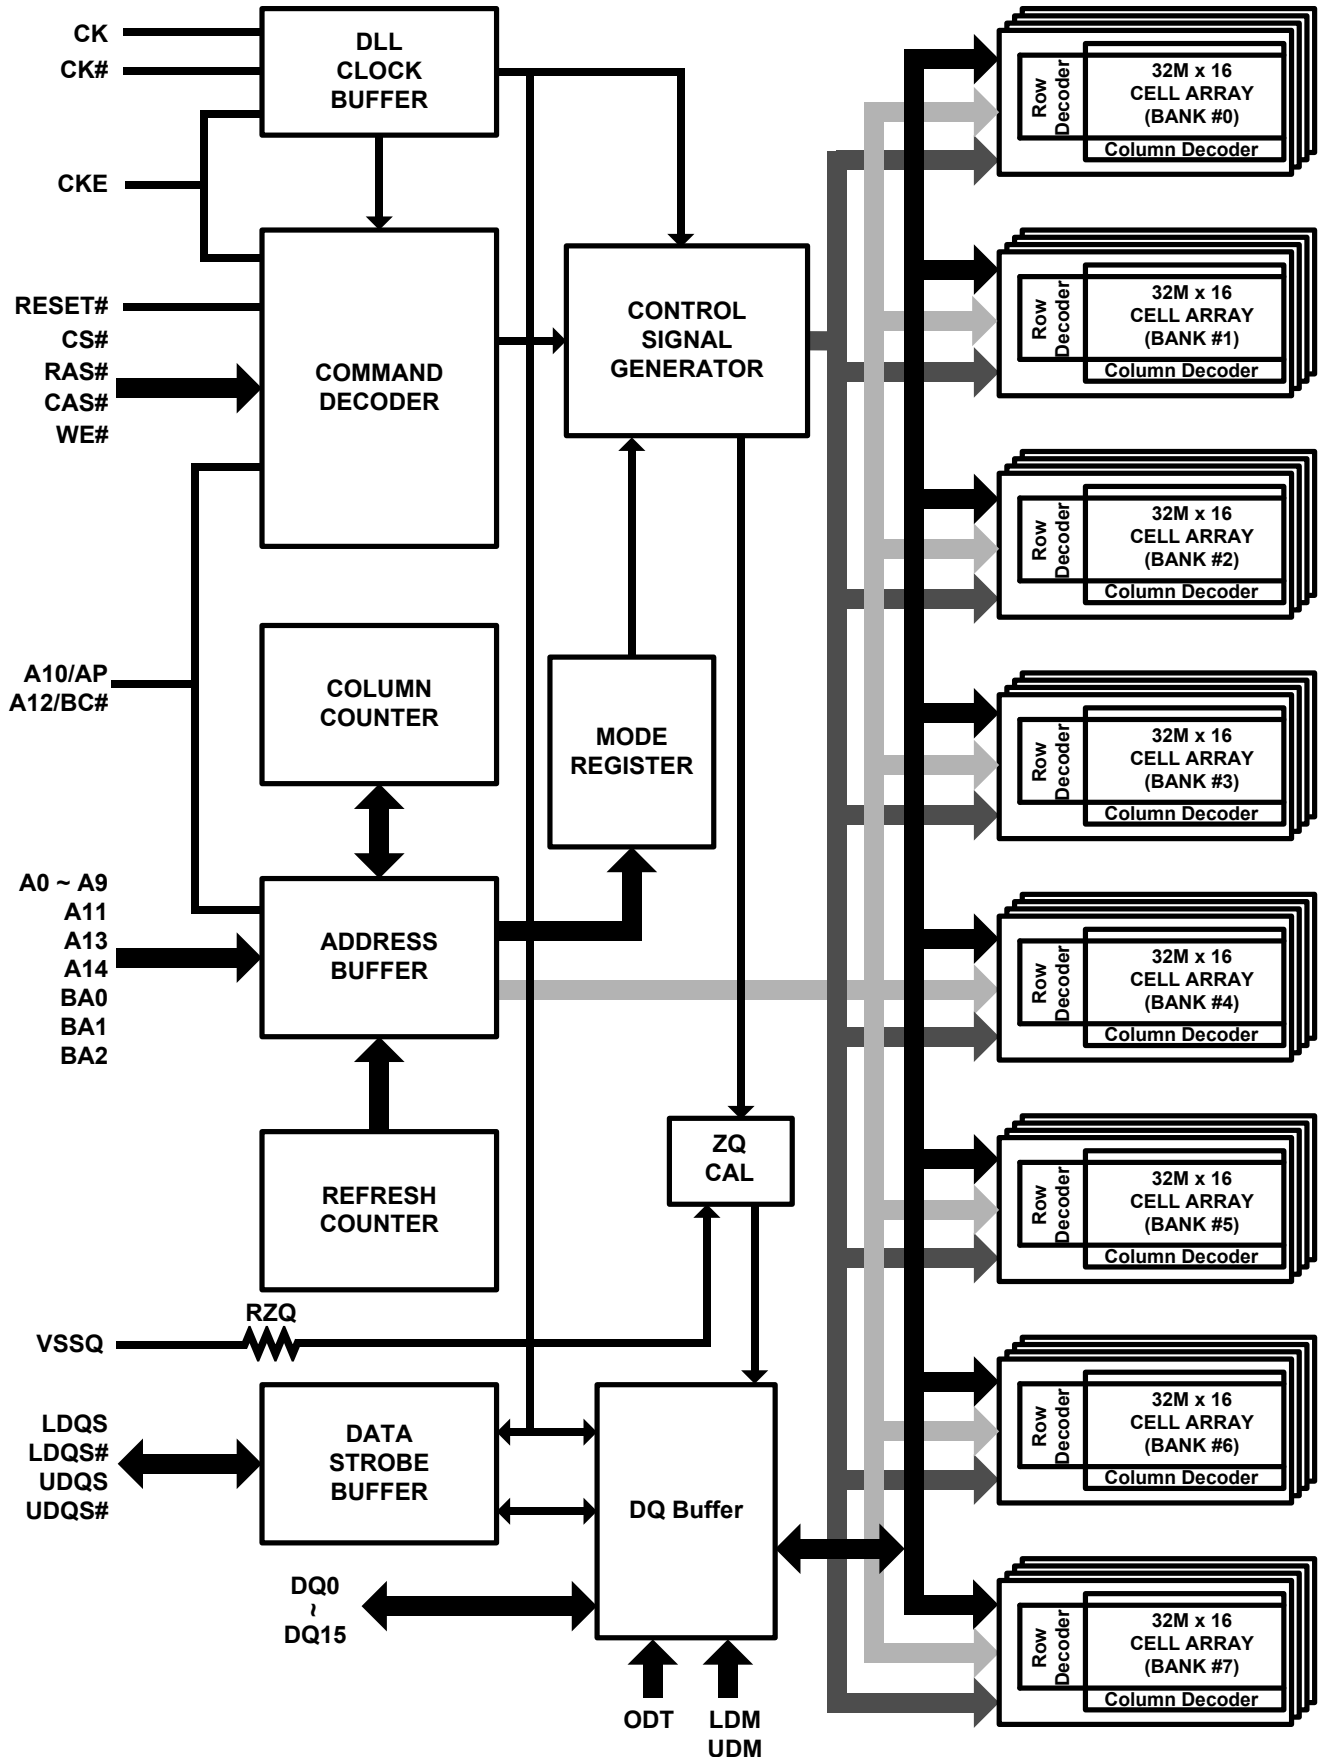 CK
CK#
CKE
RESET#
CS#
RAS#
CAS#
WE#
A10/AP
A12/BC#
A0 ~ A9
A11
A13
A14
BA0
BA1
BA2
VSSQ
RZQ
LDQS
LDQS#
UDQS
UDQS#
DQ0
~
DQ15
DLL
CLOCK
BUFFER
COMMAND
DECODER
COLUMN
COUNTER
ADDRESS
BUFFER
REFRESH
COUNTER
DATA
STROBE
BUFFER
CONTROL
SIGNAL
GENERATOR
MODE
REGISTER
ZQ
CAL
DQ Buffer
ODT
LDM
UDM
Row
Decoder
32M x 16
CELL ARRAY
(BANK #0)
Column Decoder
Row
Decoder
32M x 16
CELL ARRAY
(BANK #1)
Column Decoder
Row
Decoder
32M x 16
CELL ARRAY
(BANK #2)
Column Decoder
Row
Decoder
32M x 16
CELL ARRAY
(BANK #3)
Column Decoder
Row
Decoder
32M x 16
CELL ARRAY
(BANK #4)
Column Decoder
Row
Decoder
32M x 16
CELL ARRAY
(BANK #5)
Column Decoder
Row
Decoder
32M x 16
CELL ARRAY
(BANK #6)
Column Decoder
Row
Decoder
32M x 16
CELL ARRAY
(BANK #7)
Column Decoder